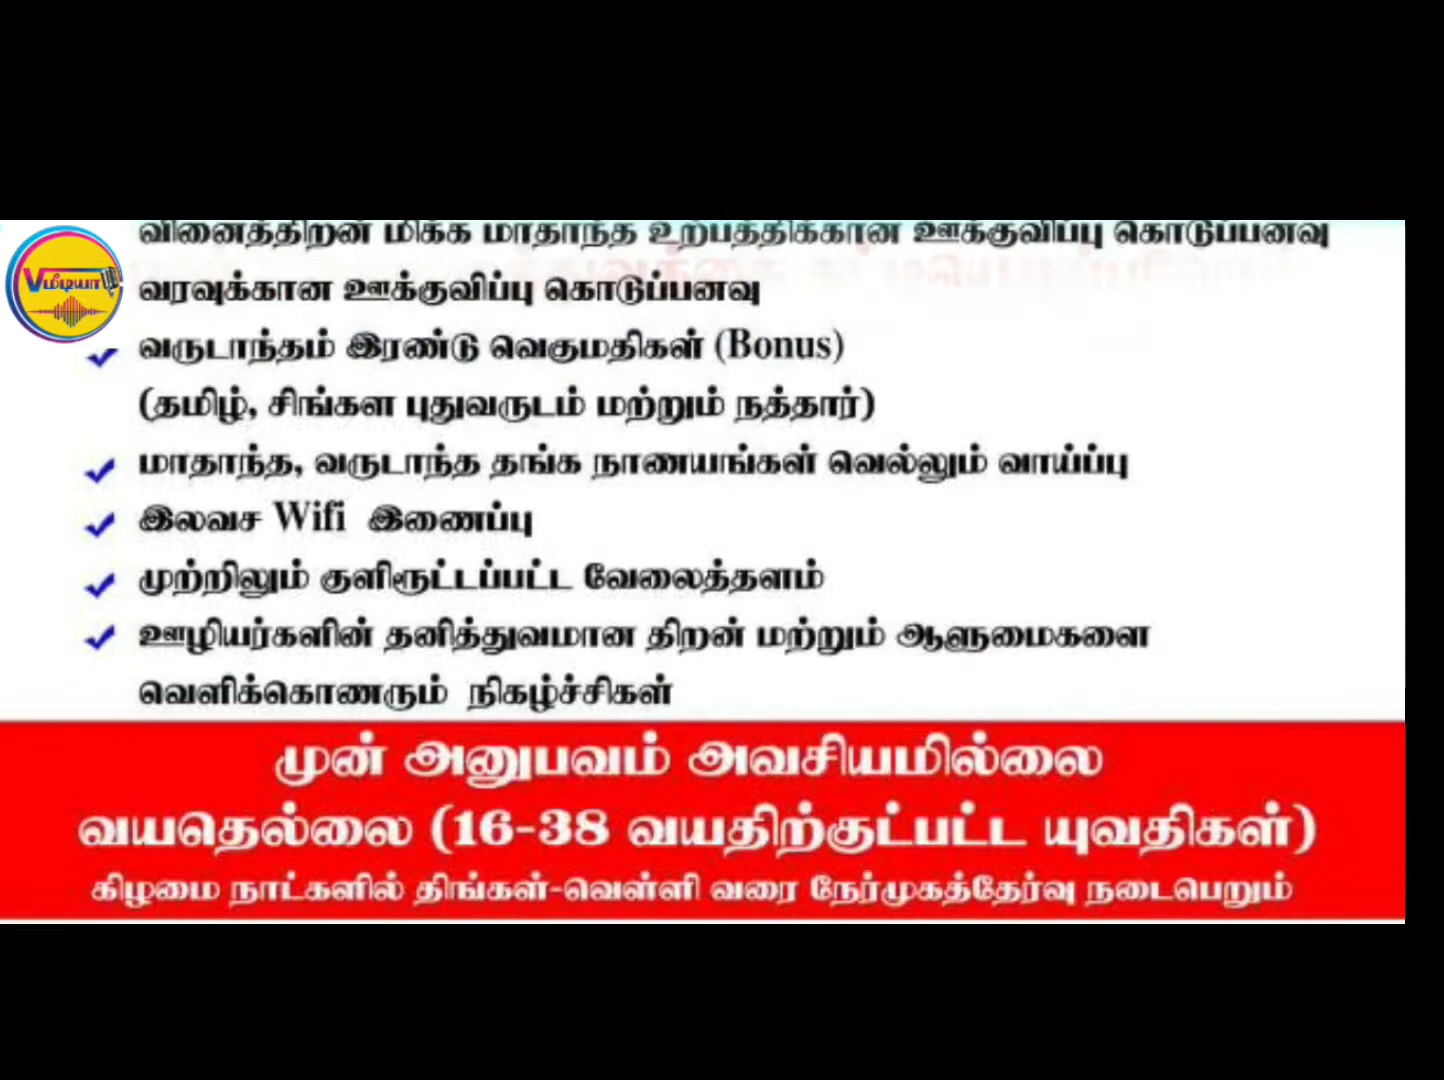 வினைத்திறன் மிக்க மாதாந்த உற்பத்திக்கான ஊக்குவிப்பு கொடுப்பனவு
Vமீடியா
வரவுக்கான ஊக்குவிப்பு கொடுப்பனவு
வருடாந்தம் இரண்டு வெகுமதிகள் (Bonus)
(தமிழ், சிங்கள புதுவருடம் மற்றும் நத்தார்)
மாதாந்த, வருடாந்த தங்க நாணயங்கள் வெல்லும் வாய்ப்பு
இலவச Wifi இணைப்பு
முற்றிலும் குளிரூட்டப்பட்ட வேலைத்தளம்
ஊழியர்களின் தனித்துவமான திறன் மற்றும் ஆளுமைகளை
வெளிக்கொணரும் நிகழ்ச்சிகள்
முன் அனுபவம் அவசியமில்லை
வயதெல்லை (16-38 வயதிற்குட்பட்ட யுவதிகள்)
கிழமை நாட்களில் திங்கள்-வெள்ளி வரை நேர்முகத்தேர்வு நடைபெறும்